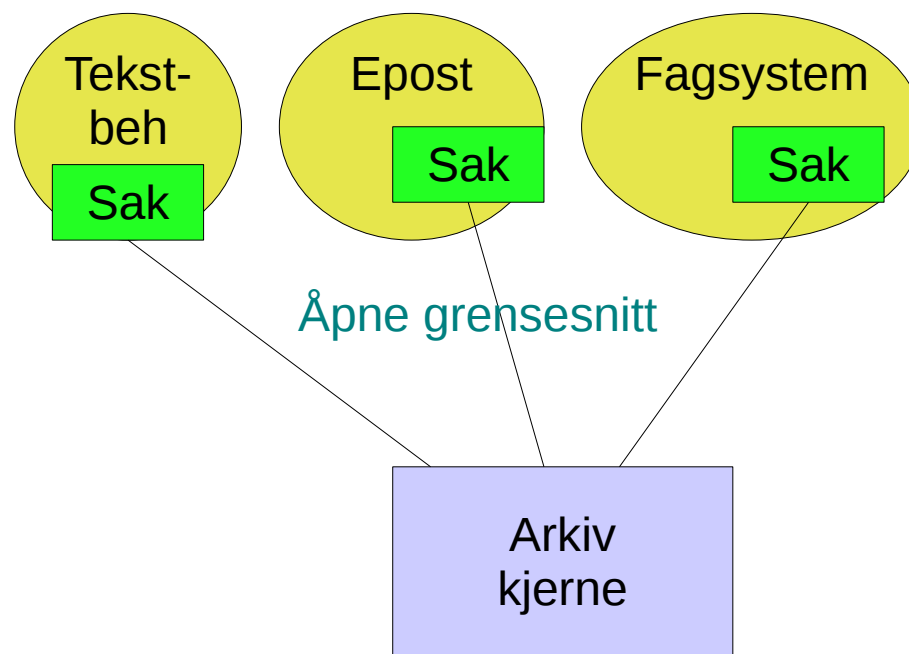 Tekst-
beh
Sak
Epost
Sak
Fagsystem
Sak
Åpne grensesnitt
Arkiv
kjerne